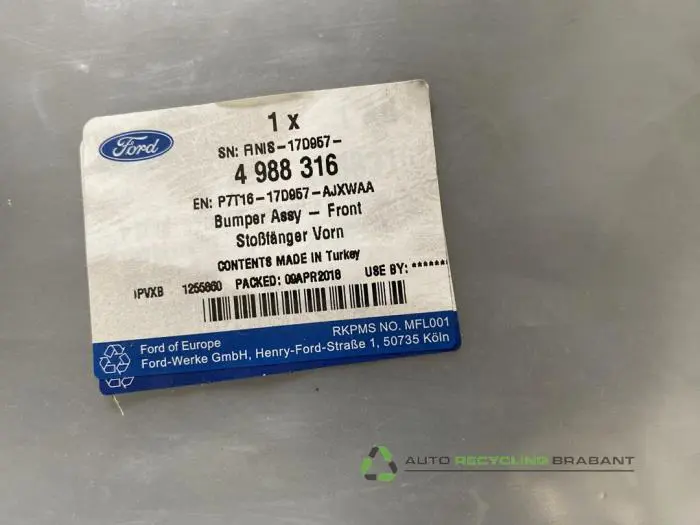 Ford
1 x
SN: FINIS-17D957-
4 988 316
EN: P7T16-17D957-AJXWAA
Bumper Assy – Front
Stoßfänger Vorn
CONTENTS MADE IN Turkey
1255860 PACKED: 09APR2018 USE BY: *******
RKPMS NO. MFL001
Ford of Europe
Ford-Werke GmbH, Henry-Ford-Straße 1, 50735 Köln
AUTO RECYCLING BRABANT